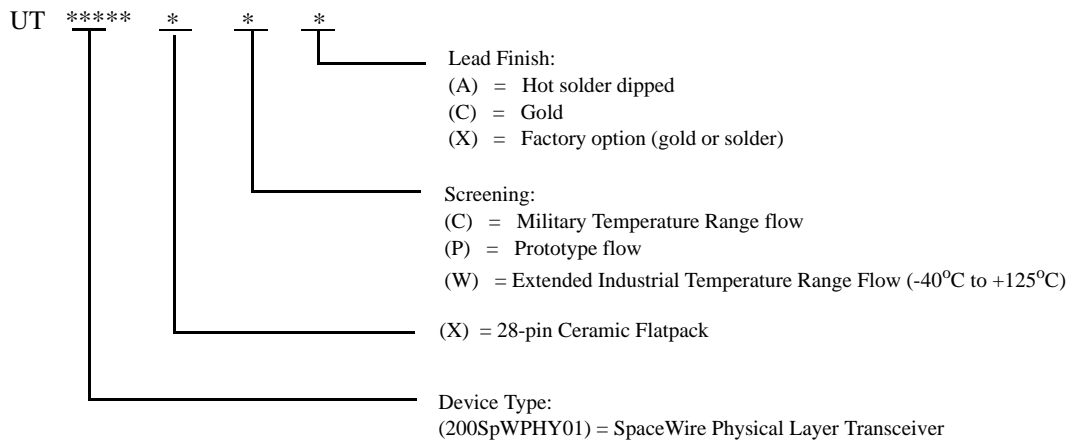 UT ***** * * *
Lead Finish:
(A) = Hot solder dipped
(C) = Gold
(X) = Factory option (gold or solder)
Screening:
(C) = Military Temperature Range flow
(P) = Prototype flow
(W) = Extended Industrial Temperature Range Flow (-40°C to +125°C)
(X) = 28-pin Ceramic Flatpack
Device Type:
(200SpWPHY01) = SpaceWire Physical Layer Transceiver